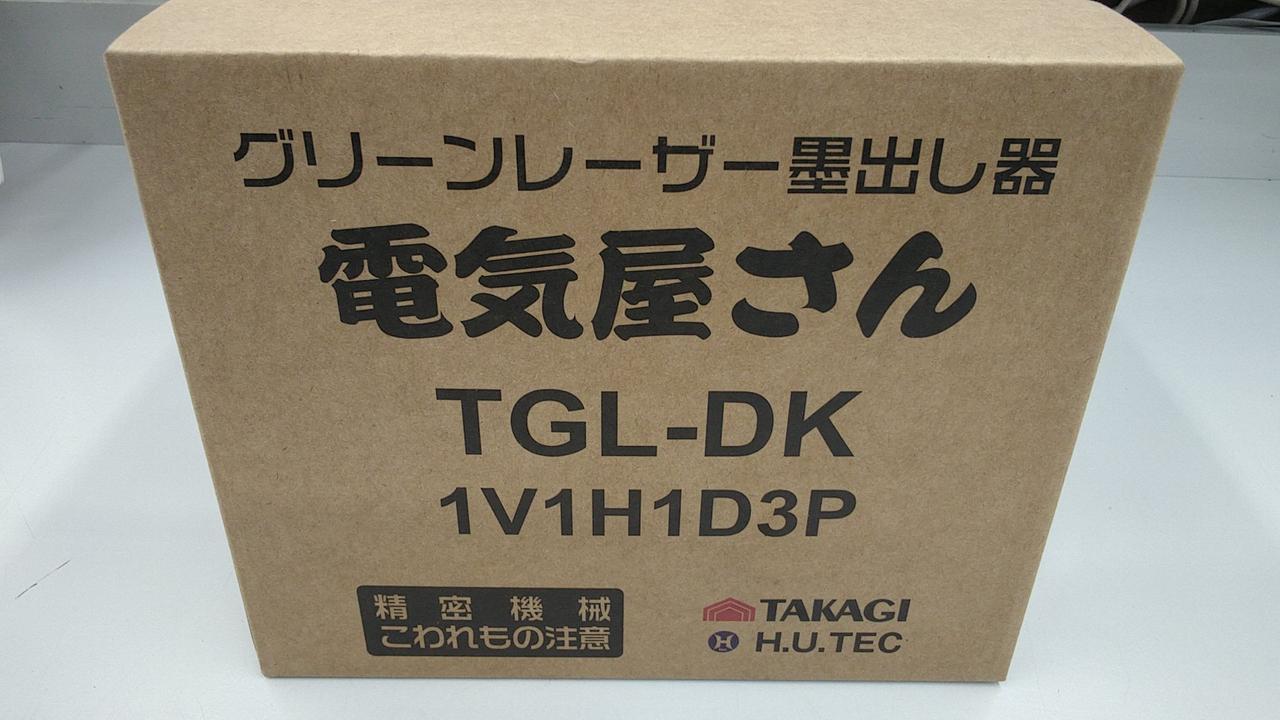 グリーンレーザー墨出し器
電気屋さん
TGL-DK
1V1H1D3P
精密機械
こわれもの注意
TAKAGI
H.U.TEC